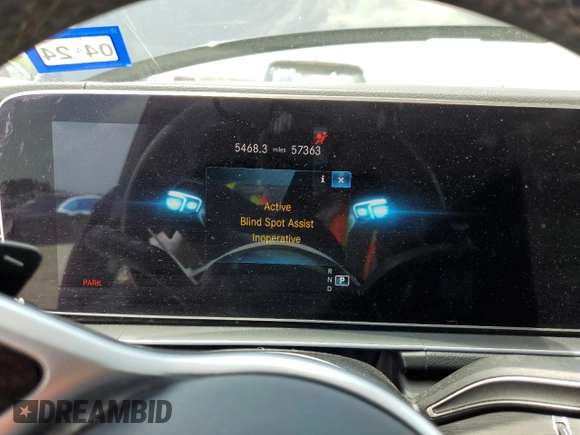 04 24
5468.3 miles 57363
i ×
Active
Blind Spot Assist
Inoperative
R
N
P
D
PARK
DREAMBID